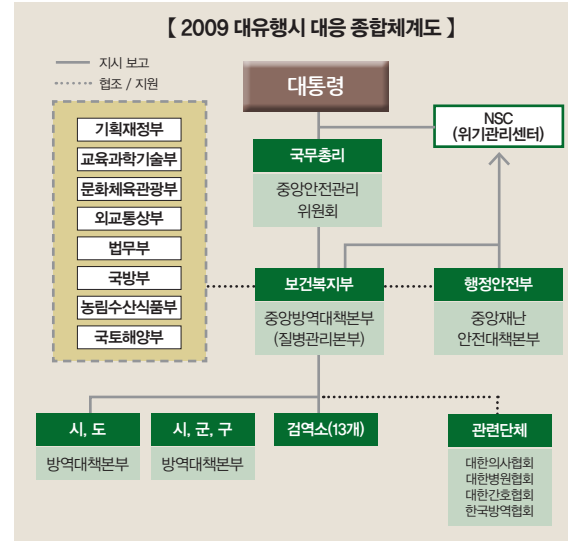 【 2009 대유행시 대응 종합체계도 】
지시 보고
협조 / 지원
대통령
NSC
(위기관리센터)
기획재정부
교육과학기술부
문화체육관광부
외교통상부
법무부
국방부
농림수산식품부
국토해양부
국무총리
중앙안전관리
위원회
보건복지부
중앙방역대책본부
(질병관리본부)
행정안전부
중앙재난
안전대책본부
시, 도
방역대책본부
시, 군, 구
방역대책본부
검역소(13개)
관련단체
대한의사협회
대한병원협회
대한간호협회
한국방역협회